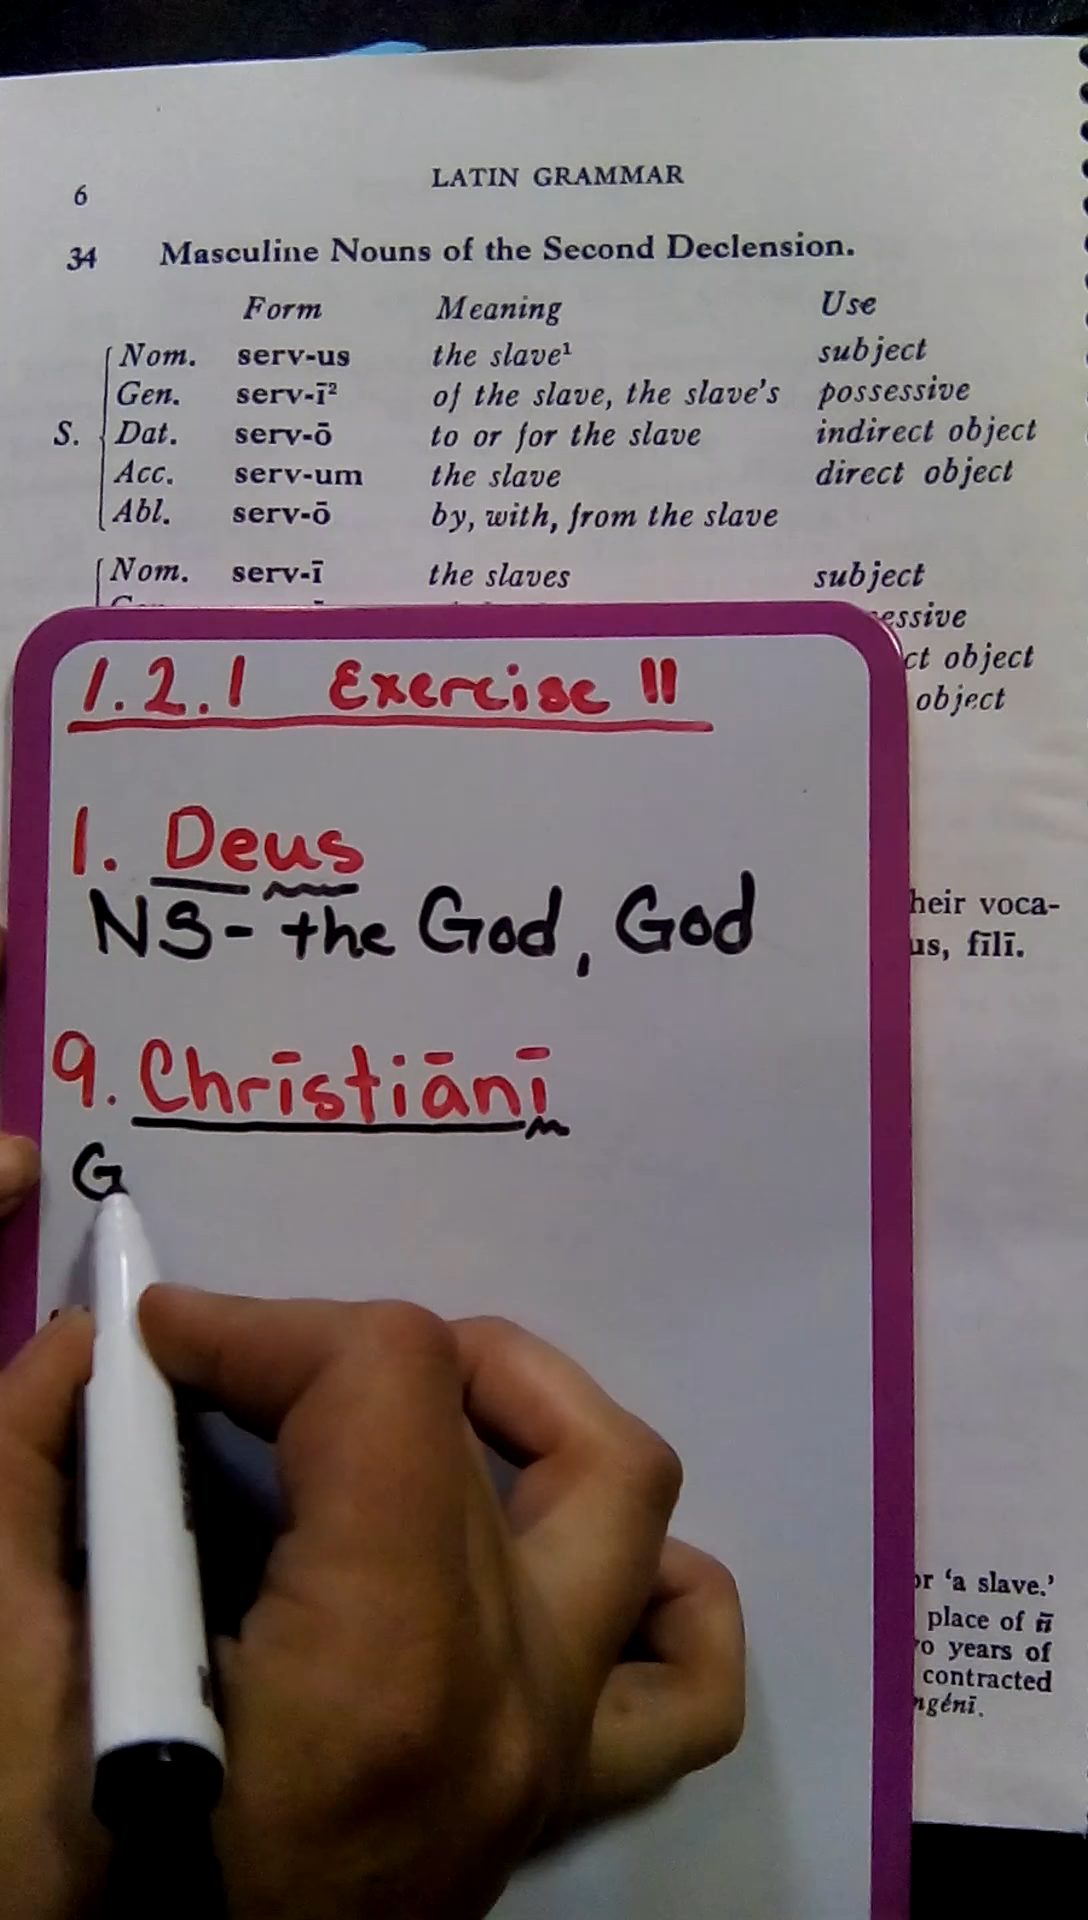 6
LATIN GRAMMAR
34 Masculine Nouns of the Second Declension.
Form Meaning Use
Nom. serv-us the slave¹ subject
Gen. serv-ī² of the slave, the slave's possessive
S. Dat. serv-ō to or for the slave indirect object
Acc. serv-um the slave direct object
Abl. serv-ō by, with, from the slave
Nom. serv-ī the slaves subject
essive
ct object
object
1.2.1 Exercise 11
1. Deus
NS- the God, God
9. Chrīstiānī
G
heir voca-
us, fīlī.
or 'a slave.'
place of
o years of
contracted
ngénī.